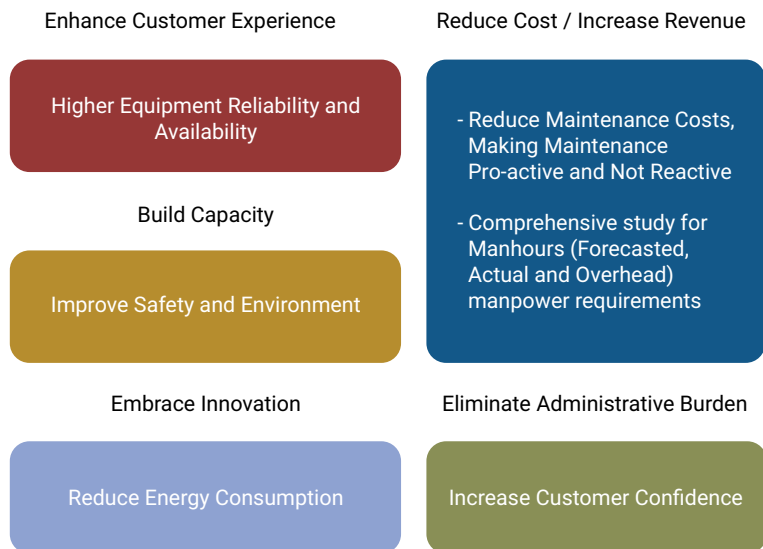 Enhance Customer Experience
Higher Equipment Reliability and
Availability
Build Capacity
Improve Safety and Environment
Embrace Innovation
Reduce Energy Consumption
Reduce Cost / Increase Revenue
- Reduce Maintenance Costs,
Making Maintenance
Pro-active and Not Reactive
- Comprehensive study for
Manhours (Forecasted,
Actual and Overhead)
manpower requirements
Eliminate Administrative Burden
Increase Customer Confidence